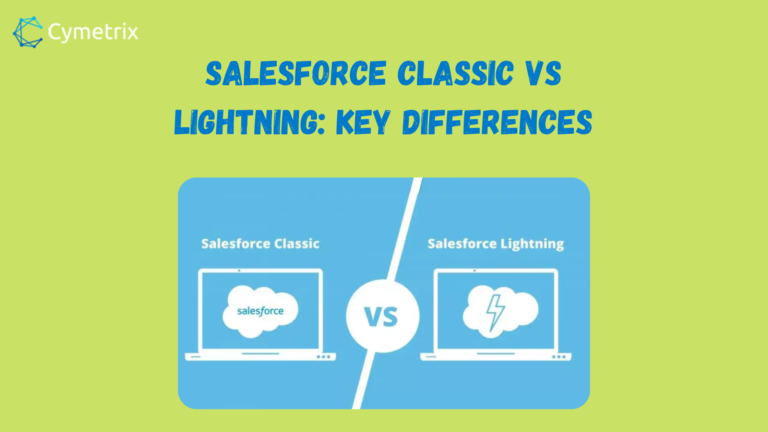 Cymetrix
SALESFORCE CLASSIC VS
LIGHTNING: KEY DIFFERENCES
Salesforce Classic
Salesforce Lightning
salesforce
VS